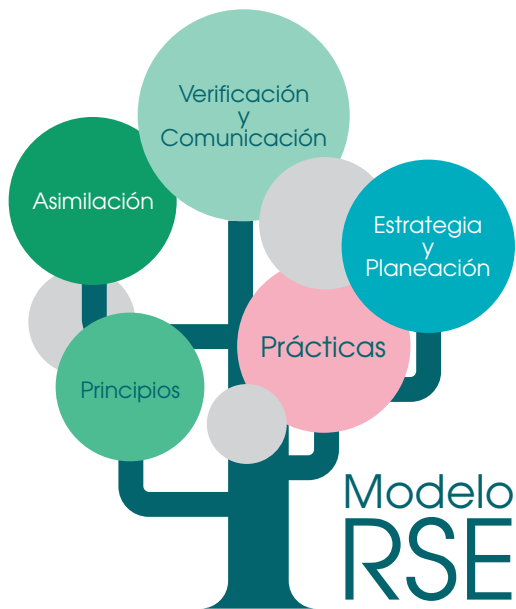 Verificación
y
Comunicación
Asimilación
Estrategia
y
Planeación
Prácticas
Principios
Modelo
RSE